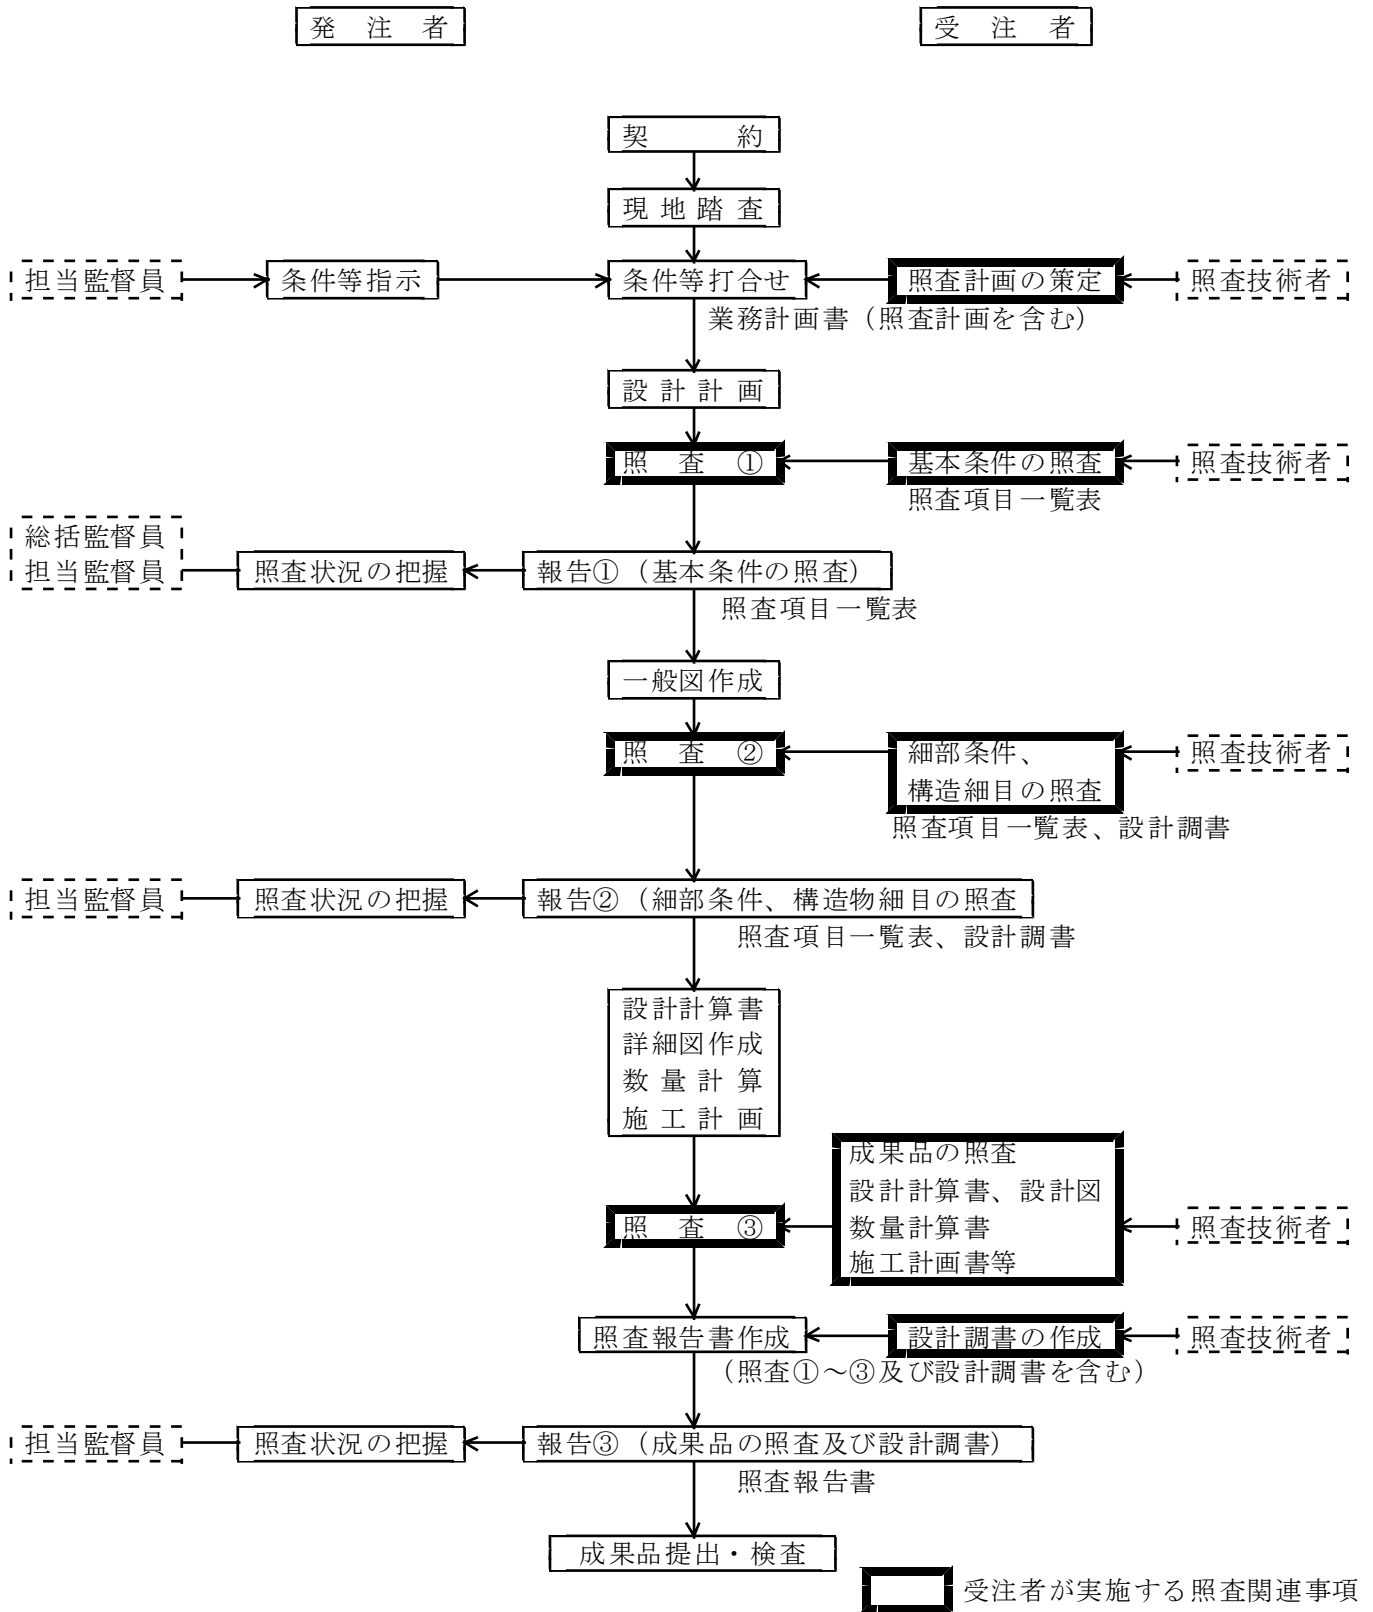 発　注　者
受　注　者
契　　　約
現 地 踏 査
担当監督員
条件等指示
条件等打合せ
照査計画の策定
照査技術者
業務計画書（照査計画を含む）
設 計 計 画
照　査　①
基本条件の照査
照査技術者
照査項目一覧表
総括監督員
担当監督員
照査状況の把握
報告①（基本条件の照査）
照査項目一覧表
一般図作成
照　査　②
細部条件、
構造細目の照査
照査技術者
照査項目一覧表、設計調書
担当監督員
照査状況の把握
報告②（細部条件、構造物細目の照査
照査項目一覧表、設計調書
設計計算書
詳細図作成
数 量 計 算
施 工 計 画
成果品の照査
設計計算書、設計図
数量計算書
施工計画書等
照　査　③
照査技術者
照査報告書作成
設計調書の作成
照査技術者
（照査①～③及び設計調書を含む）
担当監督員
照査状況の把握
報告③（成果品の照査及び設計調書）
照査報告書
成果品提出・検査
受注者が実施する照査関連事項